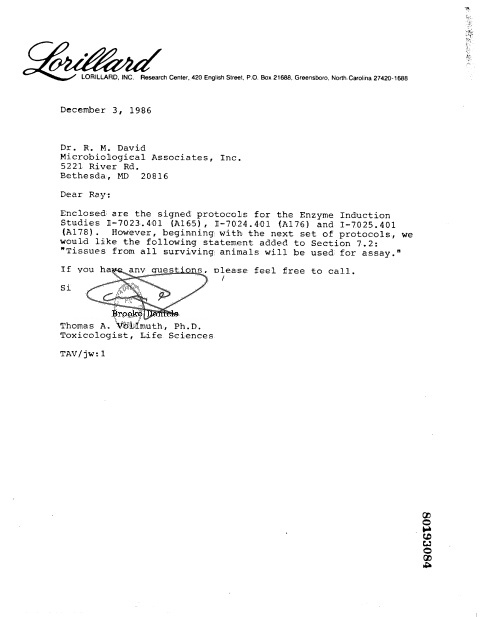 Lorillard
LORILLARD, INC. Research Center, 420 English Street, P.O. Box 21688, Greensboro, North Carolina 27420-1688
December 3, 1986
Dr. R. M. David
Microbiological Associates, Inc.
5221 River Rd.
Bethesda, MD 20816
Dear Ray:
Enclosed are the signed protocols for the Enzyme Induction
Studies I-7023.401 (A165), I-7024.401 (A176) and I-7025.401
(A178). However, beginning with the next set of protocols, we
would like the following statement added to Section 7.2:
"Tissues from all surviving animals will be used for assay."
If you have any questions, please feel free to call.
Si
Brooke Daniels
Thomas A. Vollmuth, Ph.D.
Toxicologist, Life Sciences
TAV/jw:1
80193084